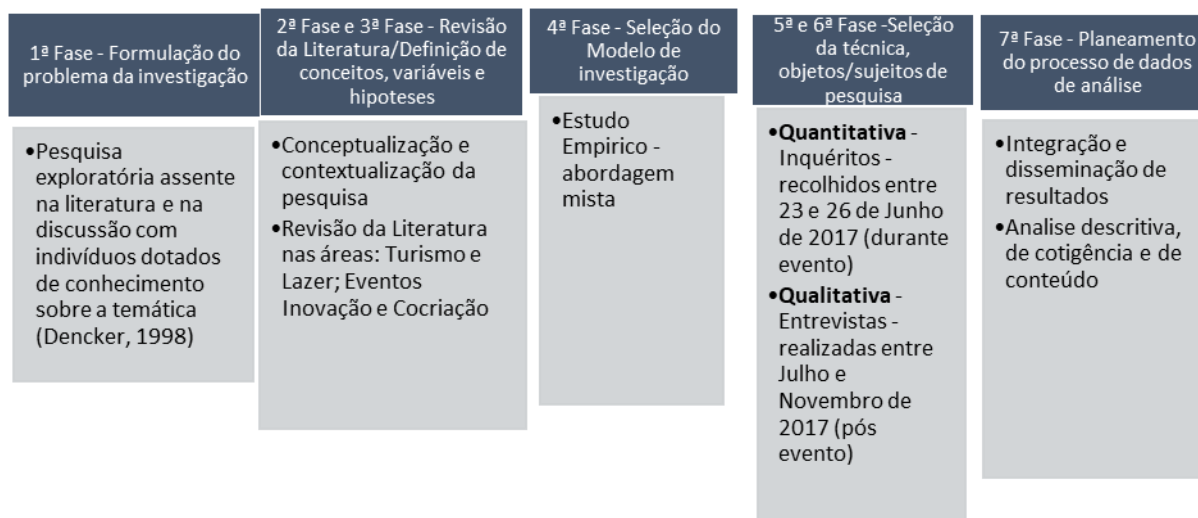 1ª Fase - Formulação do
problema da investigação
•Pesquisa
exploratória assente
na literatura e na
discussão com
indivíduos dotados
de conhecimento
sobre a temática
(Dencker, 1998)
2ª Fase e 3ª Fase - Revisão
da Literatura/Definição de
conceitos, variáveis e
hipoteses
•Conceptualização e
contextualização da
pesquisa
•Revisão da Literatura
nas áreas: Turismo e
Lazer; Eventos
Inovação e Cocriação
4ª Fase - Seleção do
Modelo de
investigação
•Estudo
Empirico -
abordagem
mista
5ª e 6ª Fase -Seleção
da técnica,
objetos/sujeitos de
pesquisa
•Quantitativa -
Inquéritos -
recolhidos entre
23 e 26 de Junho
de 2017 (durante
evento)
•Qualitativa -
Entrevistas -
realizadas entre
Julho e
Novembro de
2017 (pós
evento)
7ª Fase - Planeamento
do processo de dados
de análise
•Integração e
disseminação de
resultados
•Analise descritiva,
de cotigência e de
conteúdo